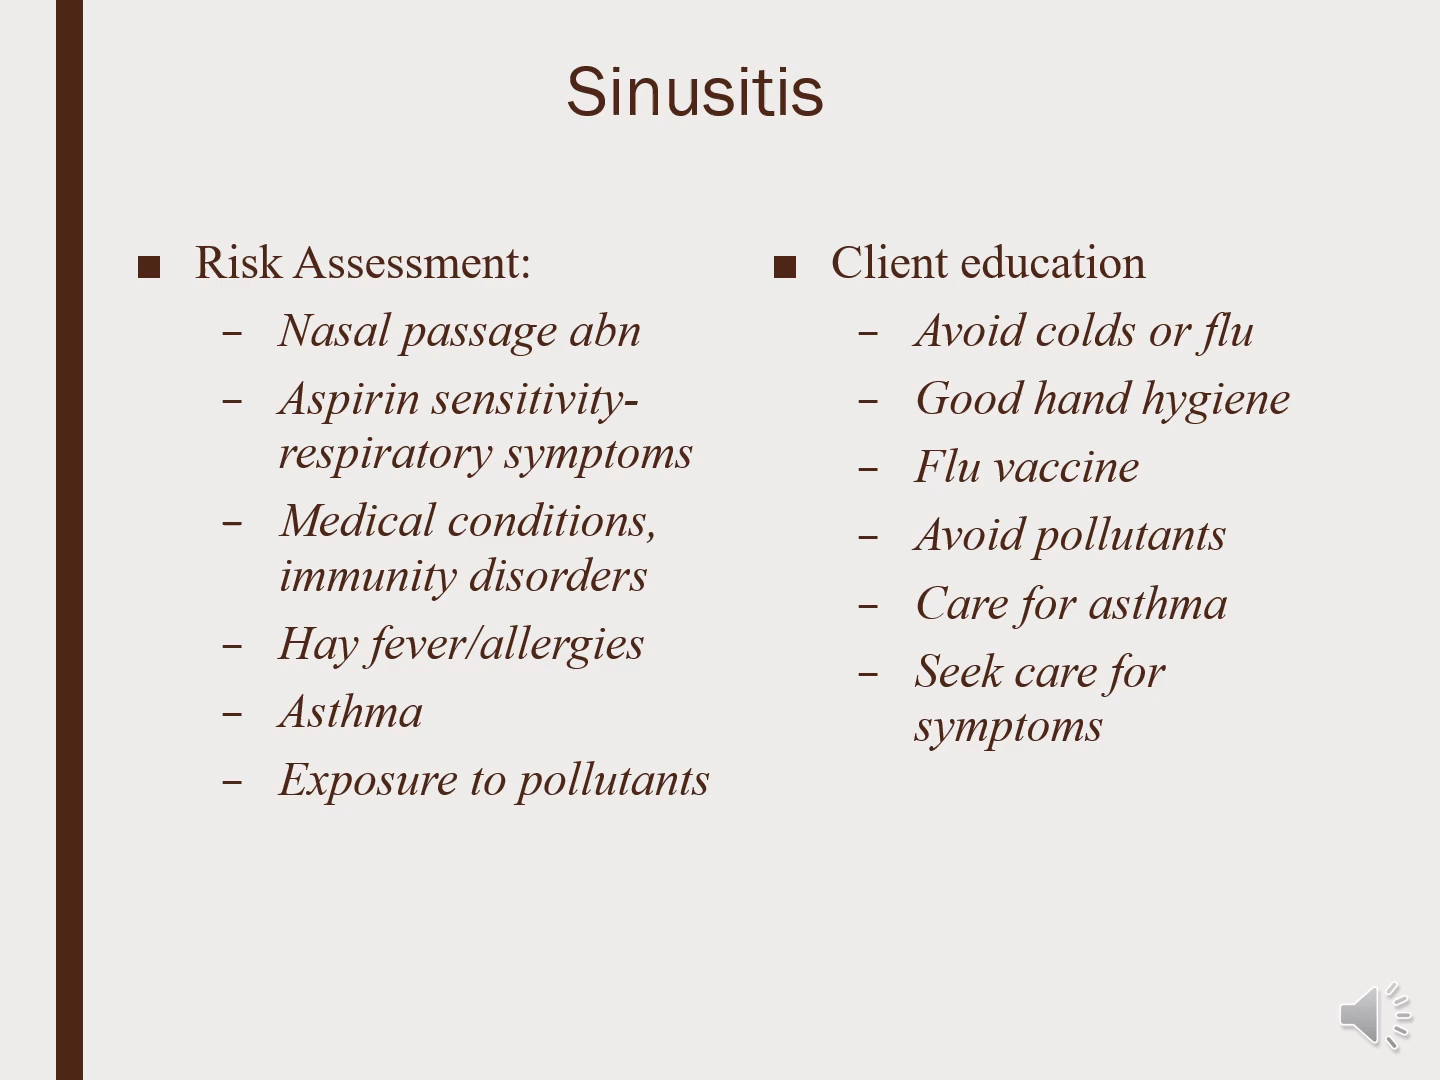 Sinusitis
■ Risk Assessment:
– Nasal passage abn
– Aspirin sensitivity-
respiratory symptoms
– Medical conditions,
immunity disorders
– Hay fever/allergies
– Asthma
– Exposure to pollutants
■ Client education
– Avoid colds or flu
– Good hand hygiene
– Flu vaccine
– Avoid pollutants
– Care for asthma
– Seek care for
symptoms